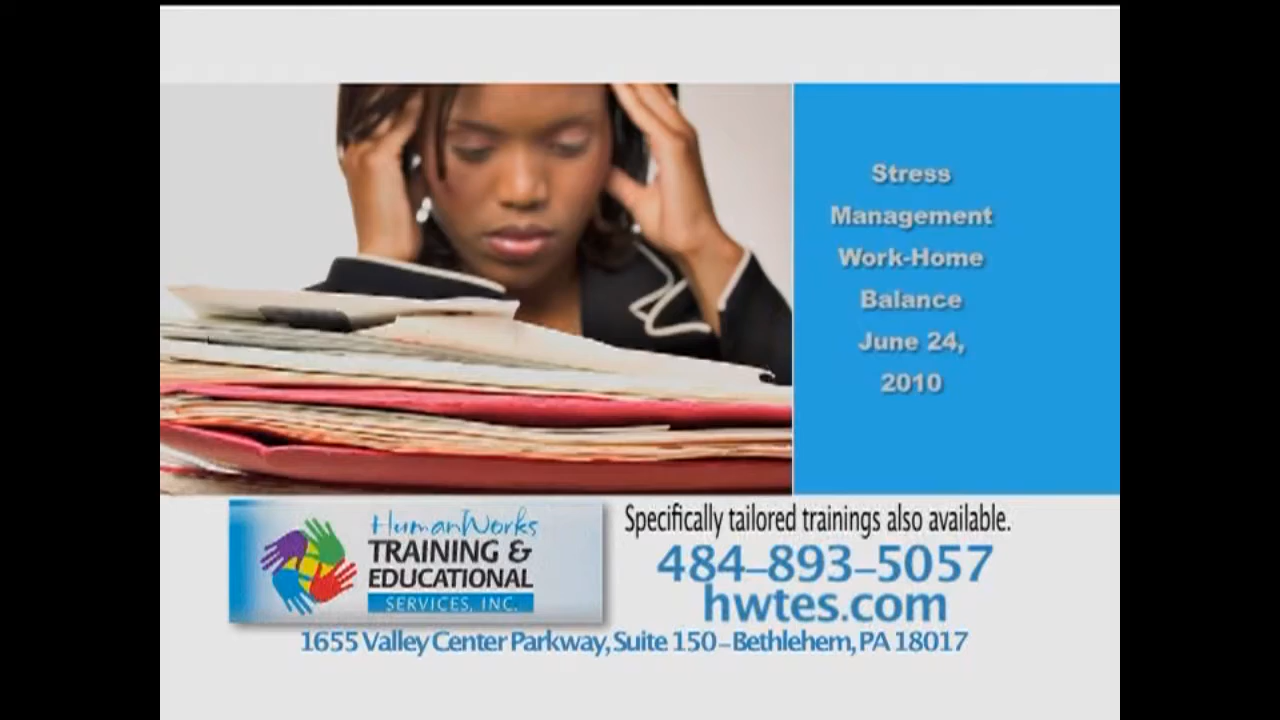 Stress
Management
Work-Home
Balance
June 24,
2010
HumanWorks
TRAINING &
EDUCATIONAL
SERVICES, INC.
Specifically tailored trainings also available.
484-893-5057
hwtes.com
1655 Valley Center Parkway, Suite 150-Bethlehem, PA 18017